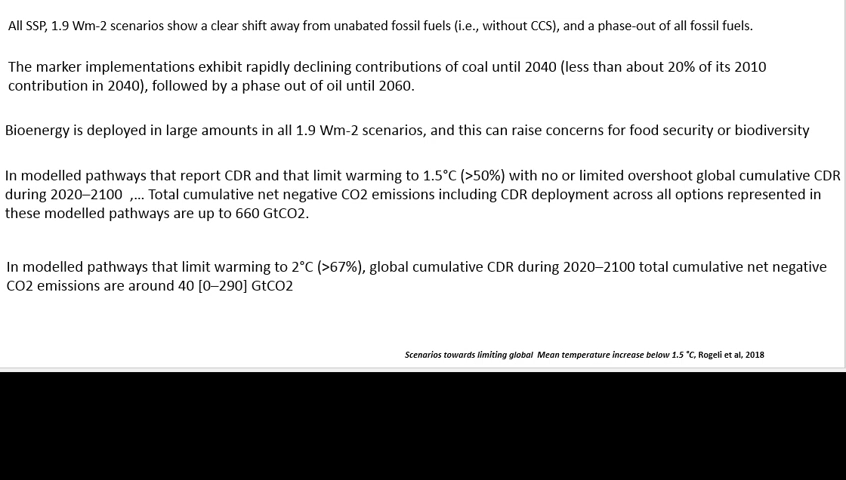 All SSP, 1.9 Wm-2 scenarios show a clear shift away from unabated fossil fuels (i.e., without CCS), and a phase-out of all fossil fuels.
The marker implementations exhibit rapidly declining contributions of coal until 2040 (less than about 20% of its 2010
contribution in 2040), followed by a phase out of oil until 2060.
Bioenergy is deployed in large amounts in all 1.9 Wm-2 scenarios, and this can raise concerns for food security or biodiversity
In modelled pathways that report CDR and that limit warming to 1.5°C (>50%) with no or limited overshoot global cumulative CDR
during 2020–2100 ,... Total cumulative net negative CO2 emissions including CDR deployment across all options represented in
these modelled pathways are up to 660 GtCO2.
In modelled pathways that limit warming to 2°C (>67%), global cumulative CDR during 2020–2100 total cumulative net negative
CO2 emissions are around 40 [0–290] GtCO2
Scenarios towards limiting global Mean temperature increase below 1.5 °C, Rogeli et al, 2018